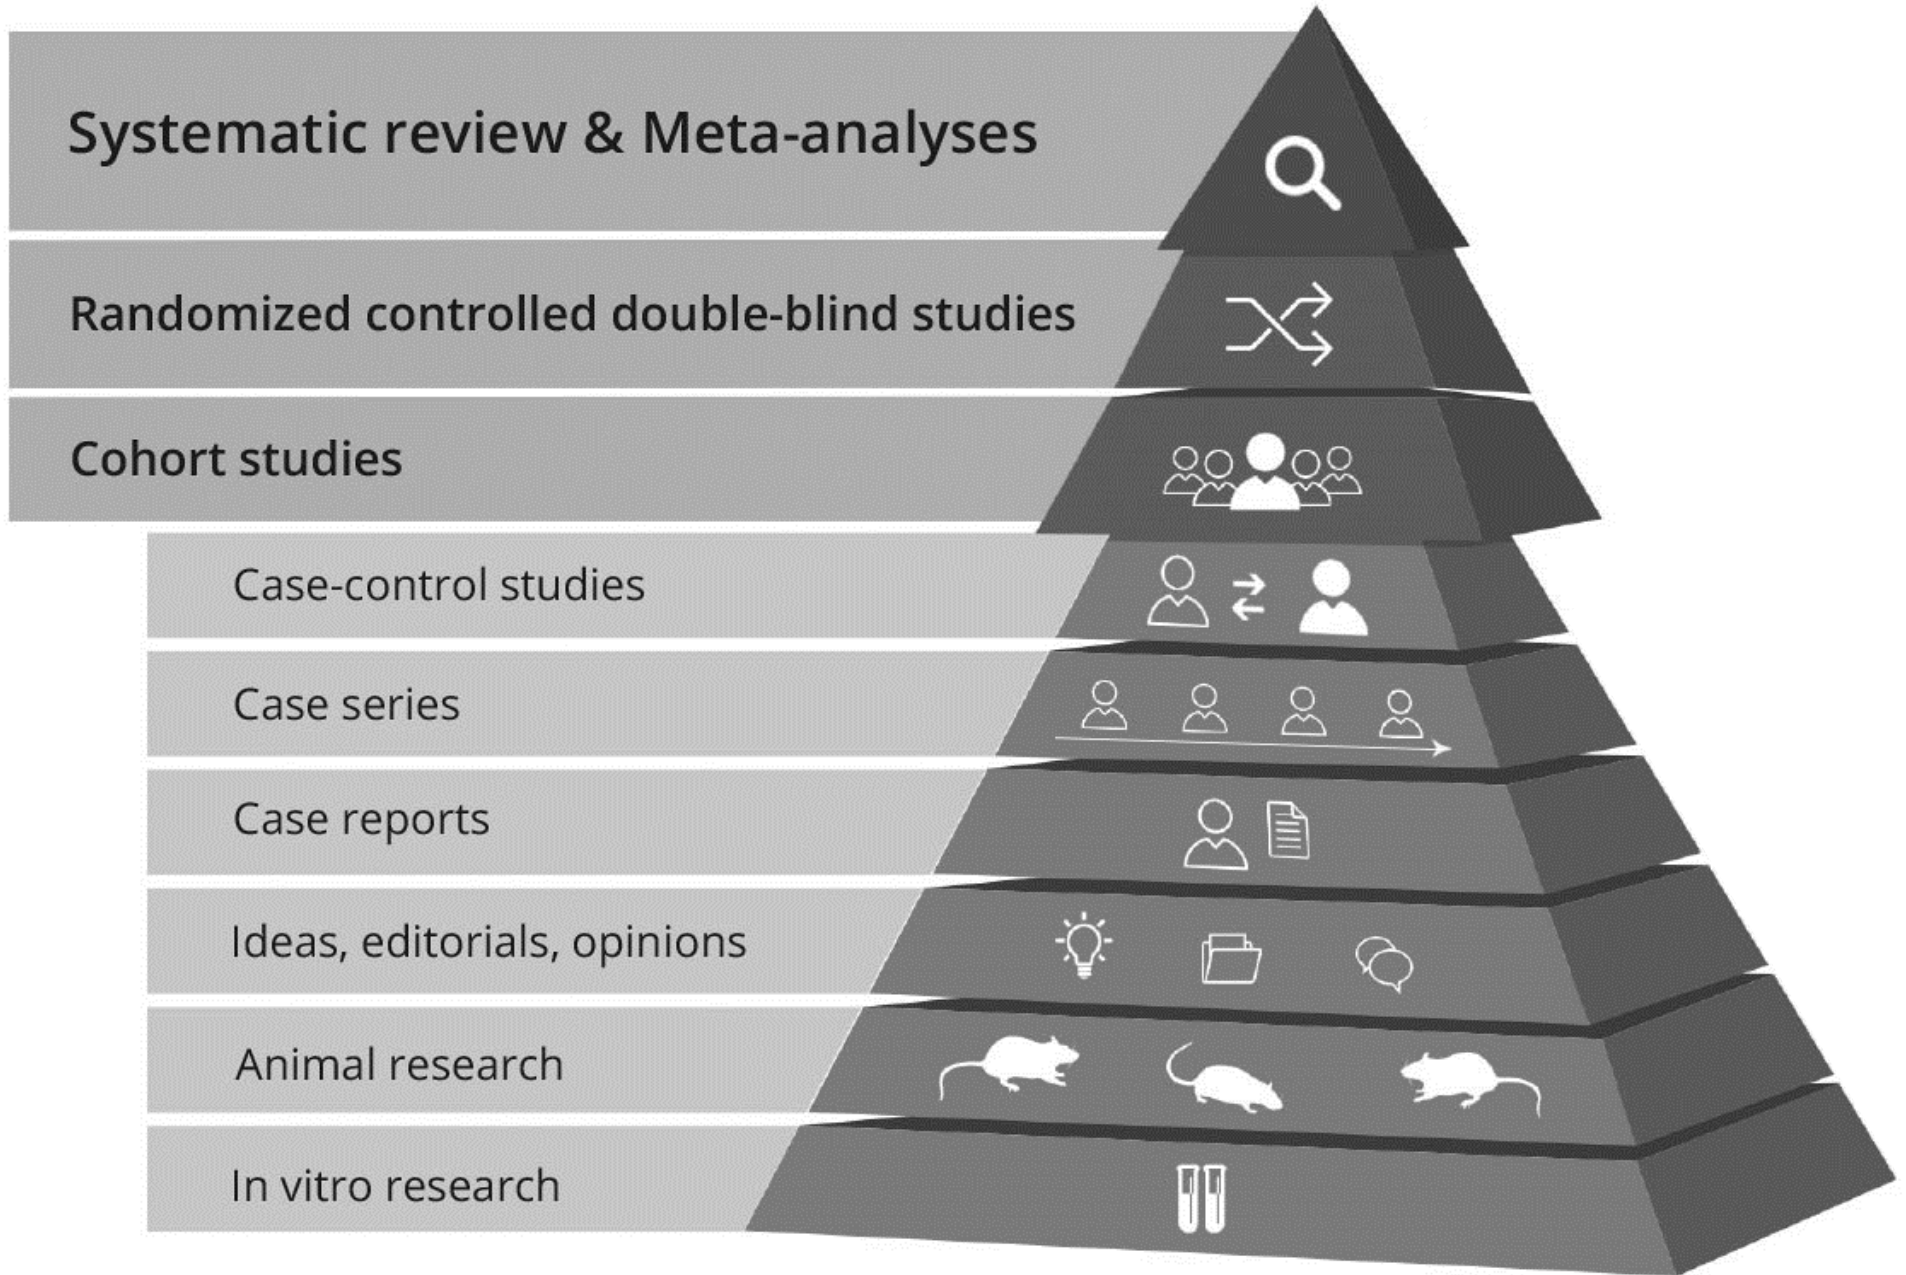 Systematic review & Meta-analyses
Randomized controlled double-blind studies
Cohort studies
Case-control studies
Case series
Case reports
Ideas, editorials, opinions
Animal research
In vitro research